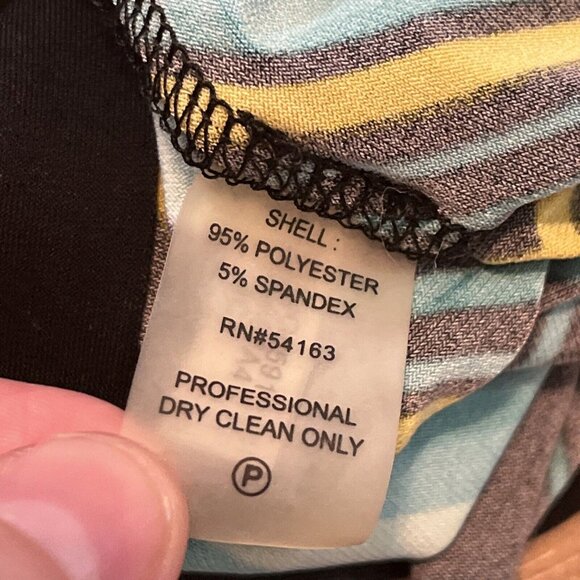 SHELL :
95% POLYESTER
5% SPANDEX
RN#54163
PROFESSIONAL
DRY CLEAN ONLY
P